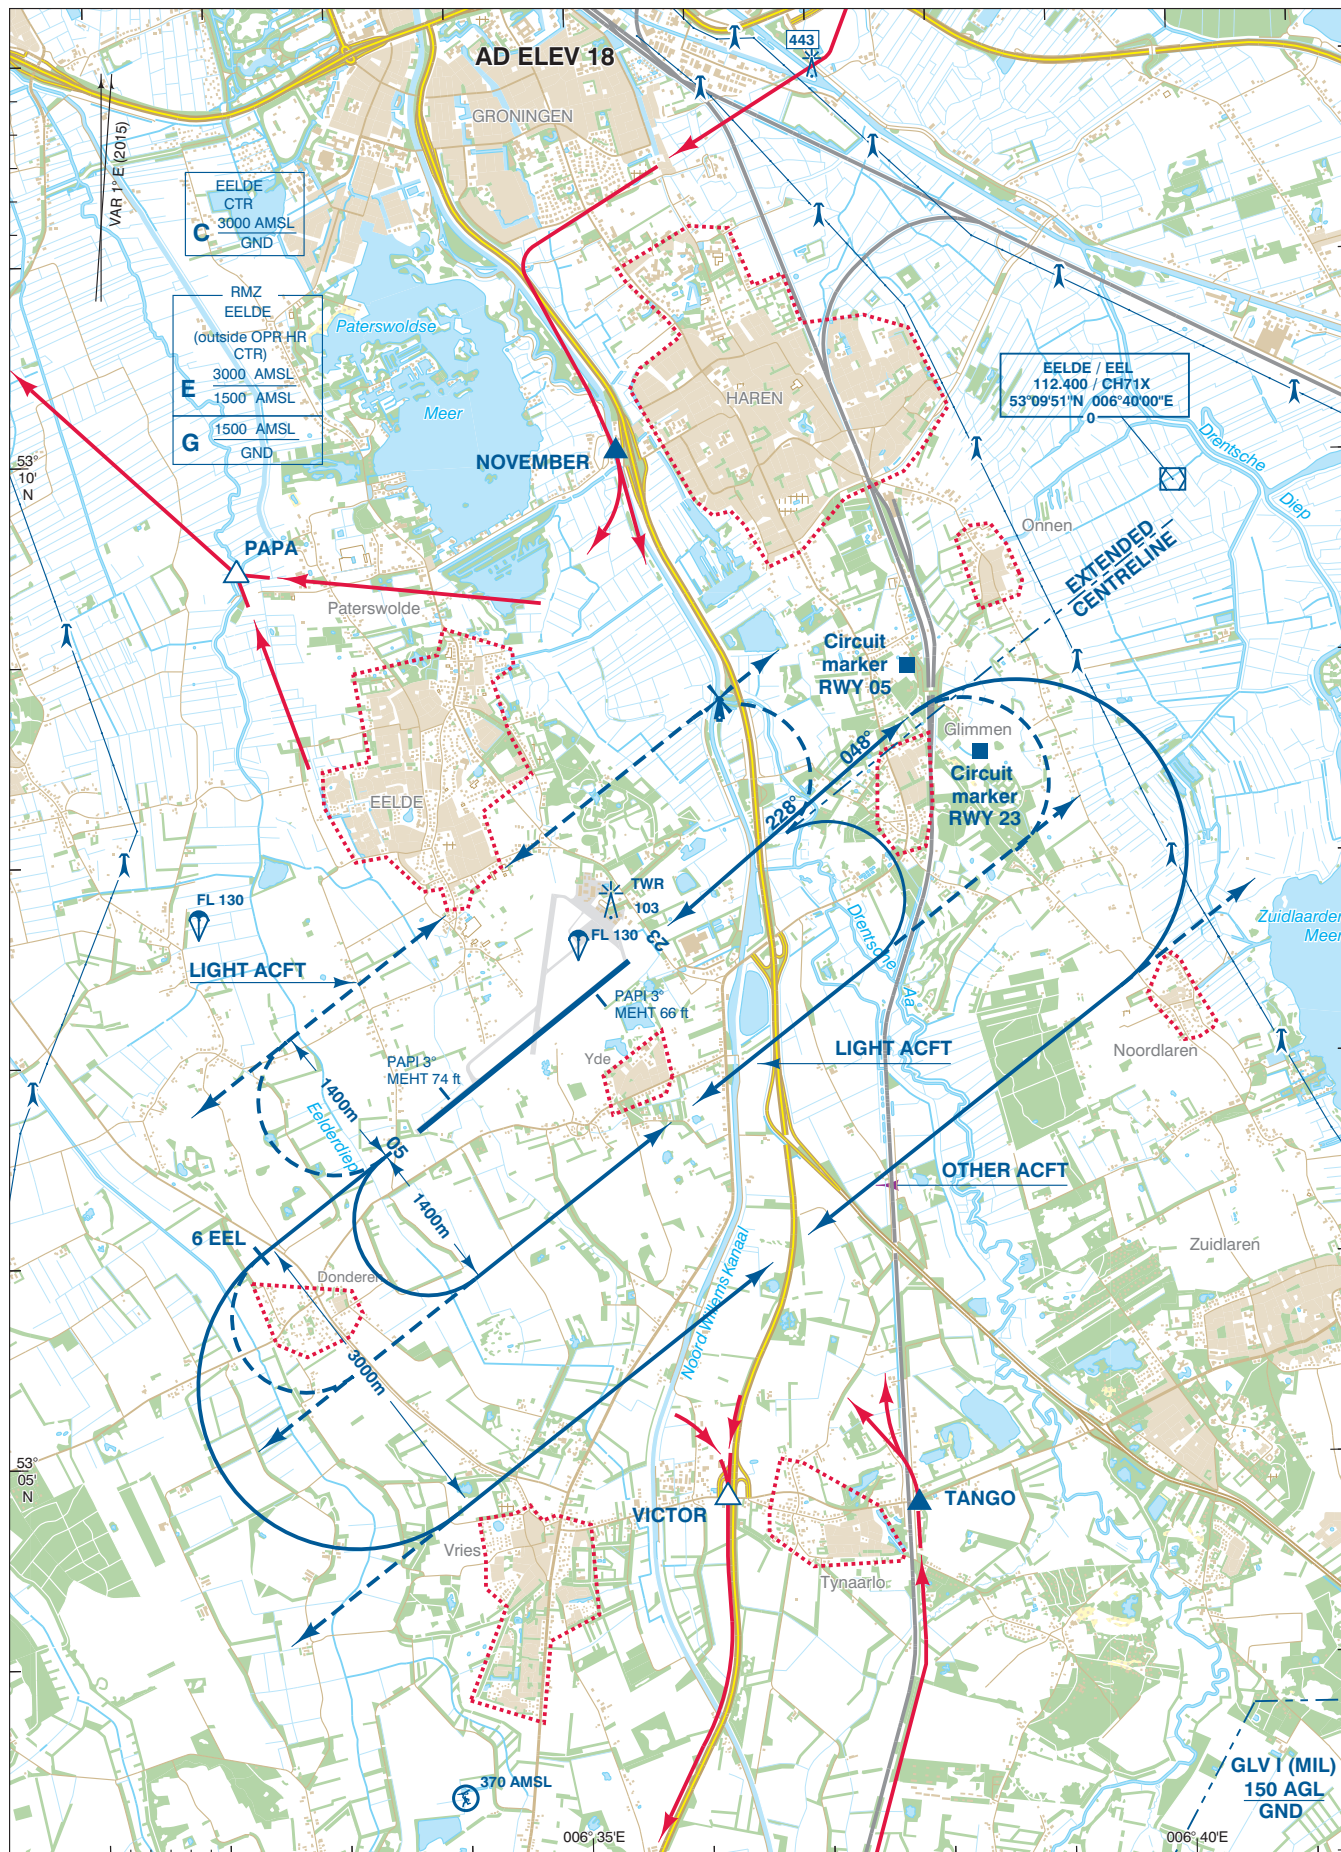 443
AD ELEV 18
GRONINGEN
VAR 1° E (2015)
EELDE
CTR
C 3000 AMSL
GND
RMZ
EELDE
(outside OPR HR
CTR)
E 3000 AMSL
1500 AMSL
G 1500 AMSL
GND
Paterswoldse
Meer
HAREN
EELDE / EEL
112.400 / CH71X
53°09'51"N 006°40'00"E
0
Drentsche
Diep
NOVEMBER
53°
10'
N
Onnen
EXTENDED
CENTRELINE
PAPA
Paterswolde
Circuit
marker
RWY 05
Glimmen
048°
228°
Circuit
marker
RWY 23
EELDE
TWR
103
FL 130
FL 130
23
Drentsche
Aa
Zuidlaarder
Meer
LIGHT ACFT
PAPI 3°
MEHT 66 ft
Noordlaren
LIGHT ACFT
Yde
PAPI 3°
MEHT 74 ft
1400m
Eelderdiep
05
OTHER ACFT
1400m
6 EEL
Zuidlaren
Donderen
Noord Willems Kanaal
3000m
53°
05'
N
VICTOR
TANGO
Vries
Tynaarlo
GLV I (MIL)
150 AGL
GND
370 AMSL
006° 35'E
006° 40'E